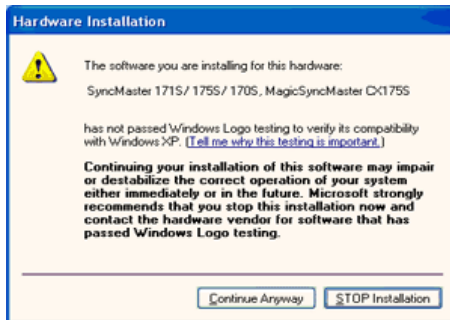 Hardware Installation
The software you are installing for this hardware:
SyncMaster 171S/ 175S/ 170S, MagicSyncMaster CX175S
has not passed Windows Logo testing to verify its compatibility
with Windows XP. (Tell me why this testing is important.)
Continuing your installation of this software may impair
or destabilize the correct operation of your system
either immediately or in the future. Microsoft strongly
recommends that you stop this installation now and
contact the hardware vendor for software that has
passed Windows Logo testing.
Continue Anyway
STOP Installation